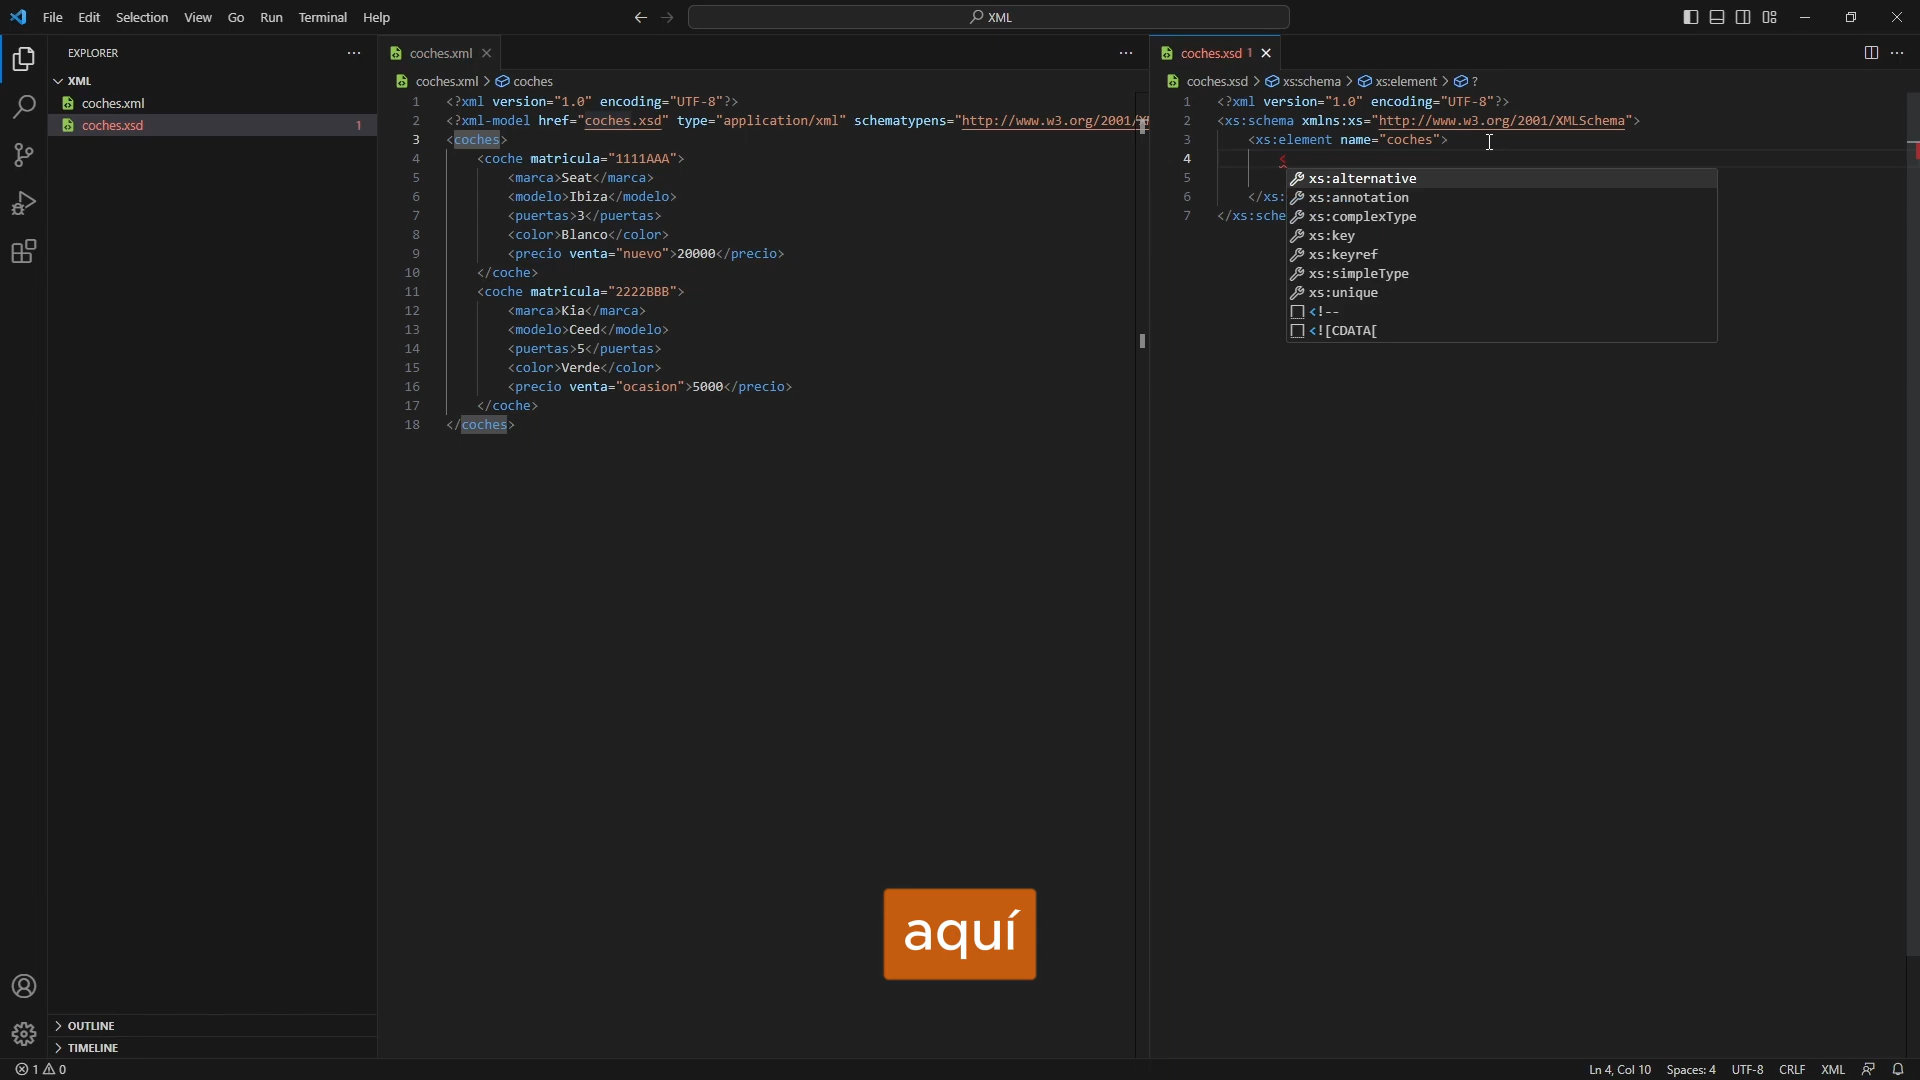 File Edit Selection View Go Run Terminal Help
XML
EXPLORER
XML
coches.xml
coches.xsd 1
OUTLINE
TIMELINE
coches.xml
coches.xml > coches
1 <?xml version="1.0" encoding="UTF-8"?>
2 <?xml-model href="coches.xsd" type="application/xml" schematypens="http://www.w3.org/2001/
3 <coches>
4 <coche matricula="1111AAA">
5 <marca>Seat</marca>
6 <modelo>Ibiza</modelo>
7 <puertas>3</puertas>
8 <color>Blanco</color>
9 <precio venta="nuevo">20000</precio>
10 </coche>
11 <coche matricula="2222BBB">
12 <marca>Kia</marca>
13 <modelo>Ceed</modelo>
14 <puertas>5</puertas>
15 <color>Verde</color>
16 <precio venta="ocasion">5000</precio>
17 </coche>
18 </coches>
coches.xsd 1
coches.xsd > xs:schema > xs:element > ?
1 <?xml version="1.0" encoding="UTF-8"?>
2 <xs:schema xmlns:xs="http://www.w3.org/2001/XMLSchema">
3 <xs:element name="coches">
4 <
5
6 </xs:
7 </xs:sche
xs:alternative
xs:annotation
xs:complexType
xs:key
xs:keyref
xs:simpleType
xs:unique
<!--
<![CDATA[
aquí
1 0
Ln 4, Col 10 Spaces: 4 UTF-8 CRLF XML